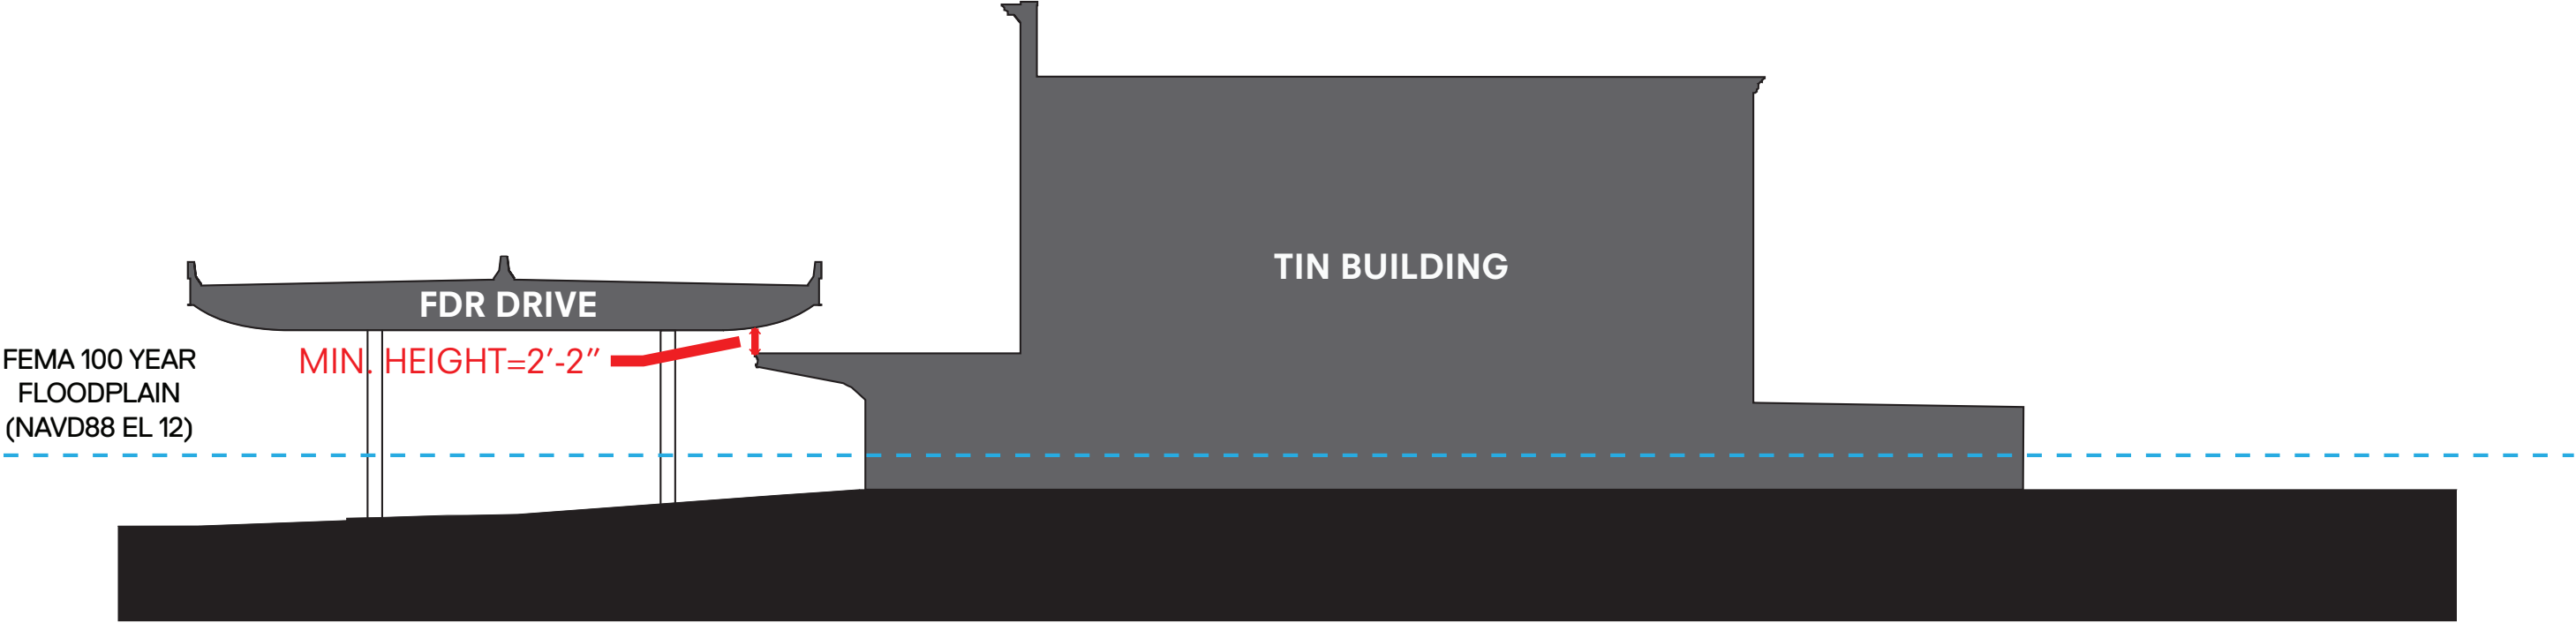 TIN BUILDING
FDR DRIVE
MIN. HEIGHT=2′-2″
FEMA 100 YEAR
FLOODPLAIN
(NAVD88 EL 12)